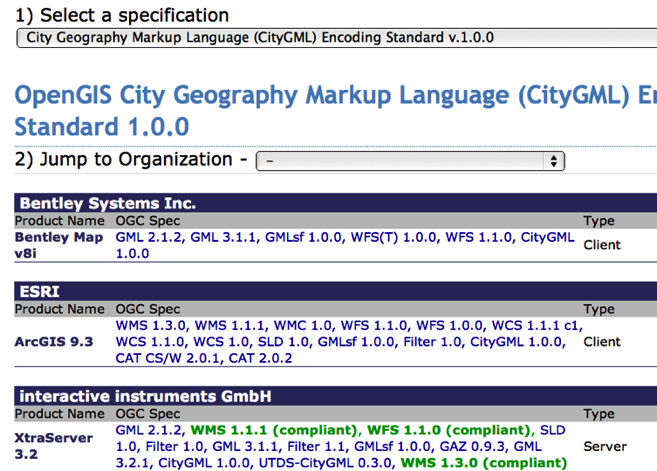 1) Select a specification
City Geography Markup Language (CityGML) Encoding Standard v.1.0.0
OpenGIS City Geography Markup Language (CityGML)
Standard 1.0.0
2) Jump to Organization - -
Bentley Systems Inc.
Product Name OGC Spec Type
Bentley Map v8i GML 2.1.2, GML 3.1.1, GMLsf 1.0.0, WFS(T) 1.0.0, WFS 1.1.0, CityGML 1.0.0 Client
ESRI
Product Name OGC Spec Type
ArcGIS 9.3 WMS 1.3.0, WMS 1.1.1, WMC 1.0, WFS 1.1.0, WFS 1.0.0, WCS 1.1.1 c1, WCS 1.1.0, WCS 1.0, SLD 1.0, GMLsf 1.0.0, Filter 1.0, CityGML 1.0.0, CAT CS/W 2.0.1, CAT 2.0.2 Client
interactive instruments GmbH
Product Name OGC Spec Type
XtraServer 3.2 GML 2.1.2, WMS 1.1.1 (compliant), WFS 1.1.0 (compliant), SLD 1.0, Filter 1.0, GML 3.1.1, Filter 1.1, GMLsf 1.0.0, GAZ 0.9.3, GML 3.2.1, CityGML 1.0.0, UTDS-CityGML 0.3.0, WMS 1.3.0 (compliant) Server